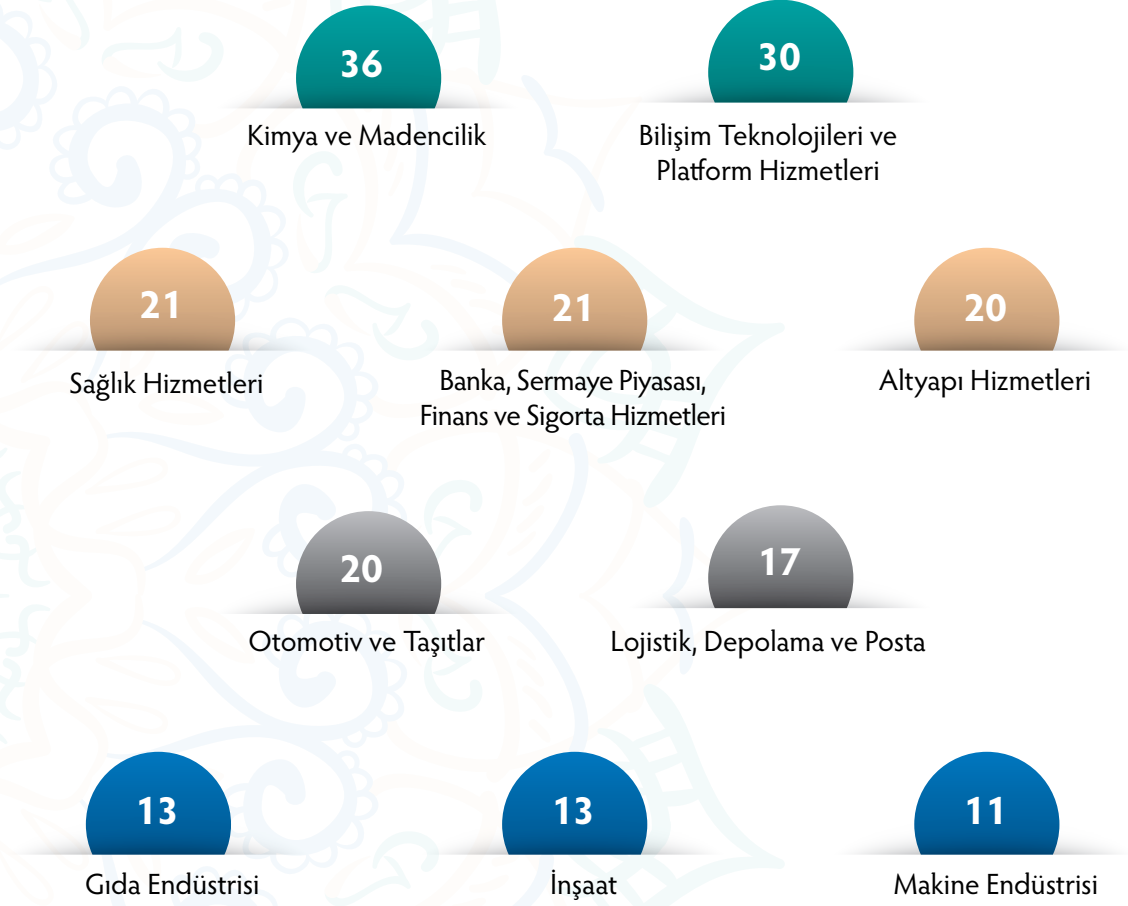 36
Kimya ve Madencilik
30
Bilişim Teknolojileri ve
Platform Hizmetleri
21
Sağlık Hizmetleri
21
Banka, Sermaye Piyasası,
Finans ve Sigorta Hizmetleri
20
Altyapı Hizmetleri
20
Otomotiv ve Taşıtlar
17
Lojistik, Depolama ve Posta
13
Gıda Endüstrisi
13
İnşaat
11
Makine Endüstrisi